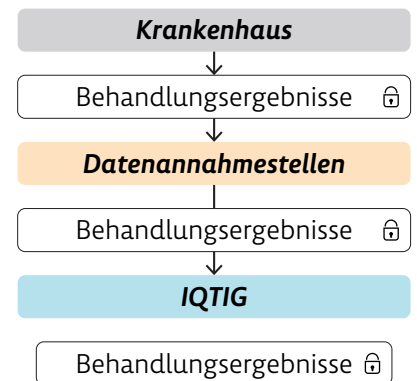 Krankenhaus
Behandlungsergebnisse
Datenannahmestellen
Behandlungsergebnisse
IQTIG
Behandlungsergebnisse